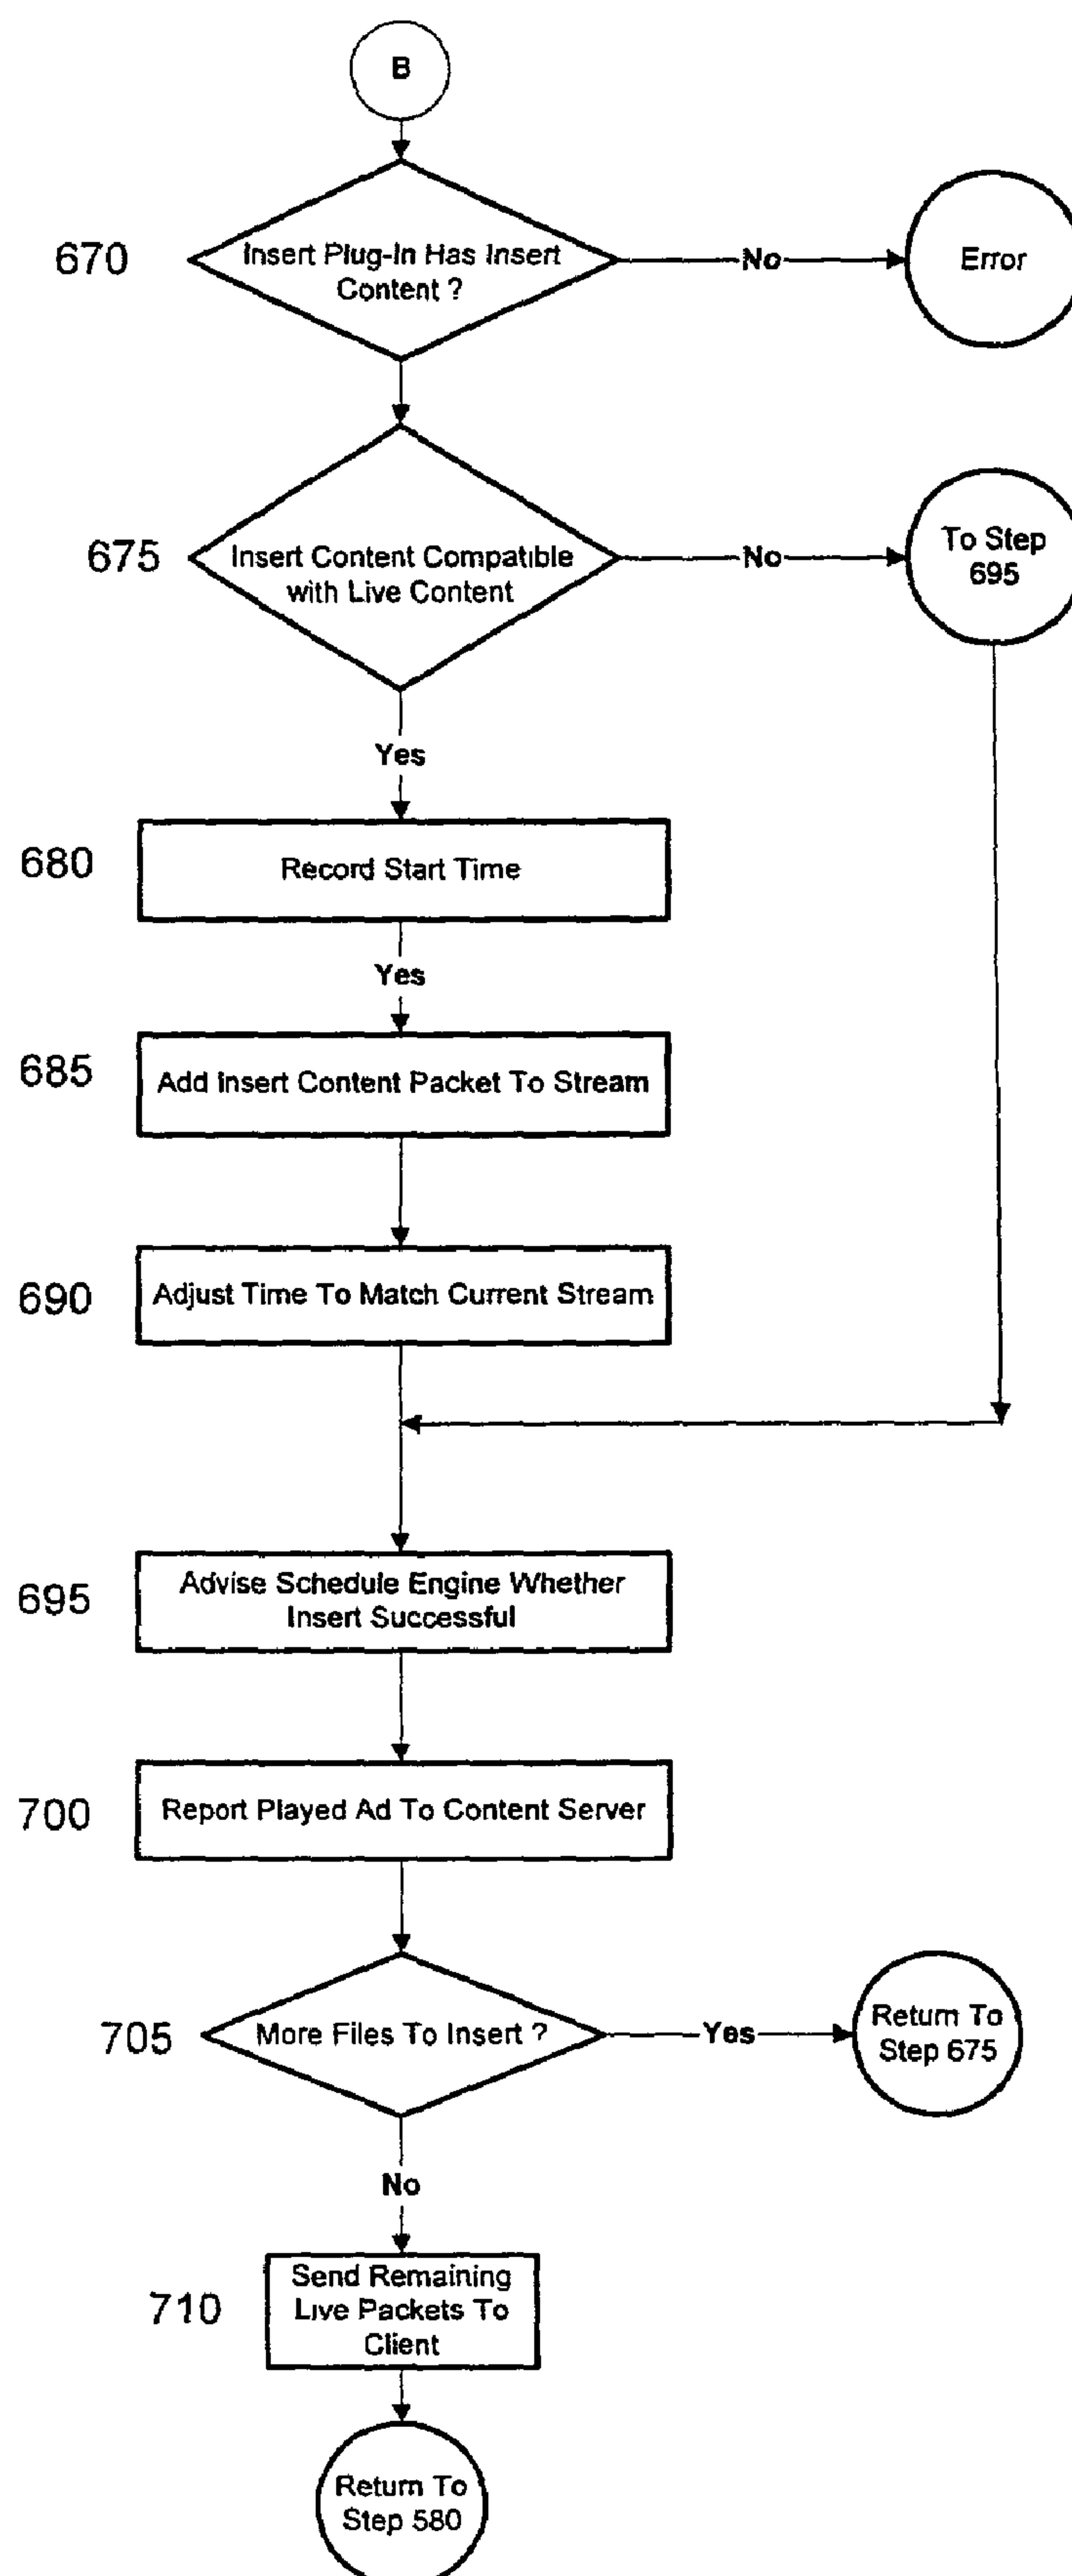 B
670
Insert Plug-In Has Insert
Content ?
No
Error
675
Insert Content Compatible
with Live Content
No
To Step
695
Yes
680
Record Start Time
Yes
685
Add Insert Content Packet To Stream
690
Adjust Time To Match Current Stream
695
Advise Schedule Engine Whether
Insert Successful
700
Report Played Ad To Content Server
705
More Files To Insert ?
Yes
Return To
Step 675
No
710
Send Remaining
Live Packets To
Client
Return To
Step 580